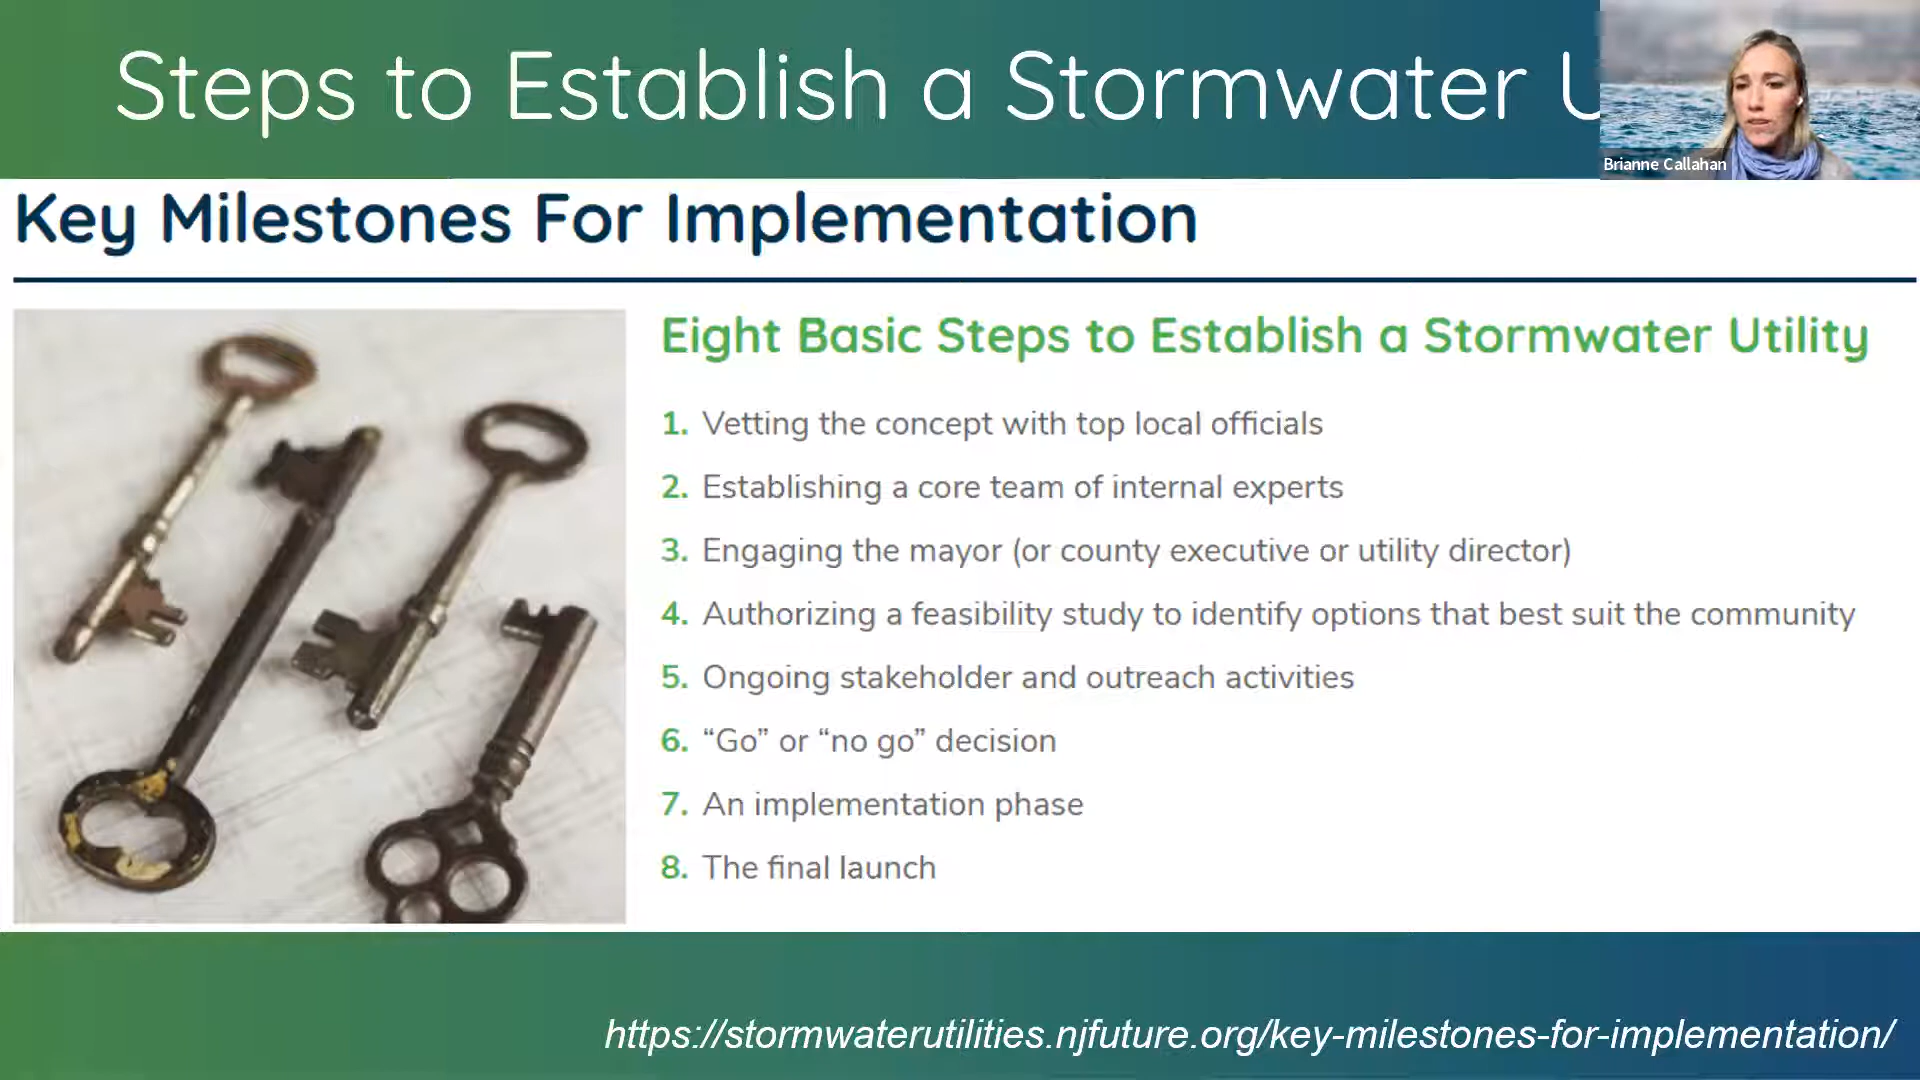 Steps to Establish a Stormwater U
Brianne Callahan
Key Milestones For Implementation
Eight Basic Steps to Establish a Stormwater Utility
1. Vetting the concept with top local officials
2. Establishing a core team of internal experts
3. Engaging the mayor (or county executive or utility director)
4. Authorizing a feasibility study to identify options that best suit the community
5. Ongoing stakeholder and outreach activities
6. “Go” or “no go” decision
7. An implementation phase
8. The final launch
https://stormwaterutilities.njfuture.org/key-milestones-for-implementation/